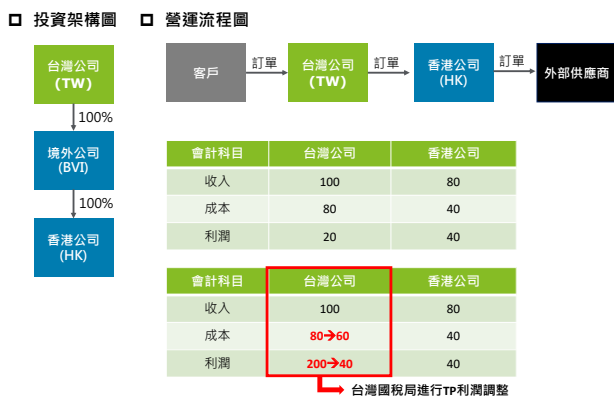 投資架構圖
營運流程圖
台灣公司
(TW)
100%
境外公司
(BVI)
100%
香港公司
(HK)
客戶
訂單
台灣公司
(TW)
訂單
香港公司
(HK)
訂單
外部供應商
會計科目 台灣公司 香港公司
收入 100 80
成本 80 40
利潤 20 40
會計科目 台灣公司 香港公司
收入 100 80
成本 80→60 40
利潤 200→40 40
台灣國稅局進行TP利潤調整